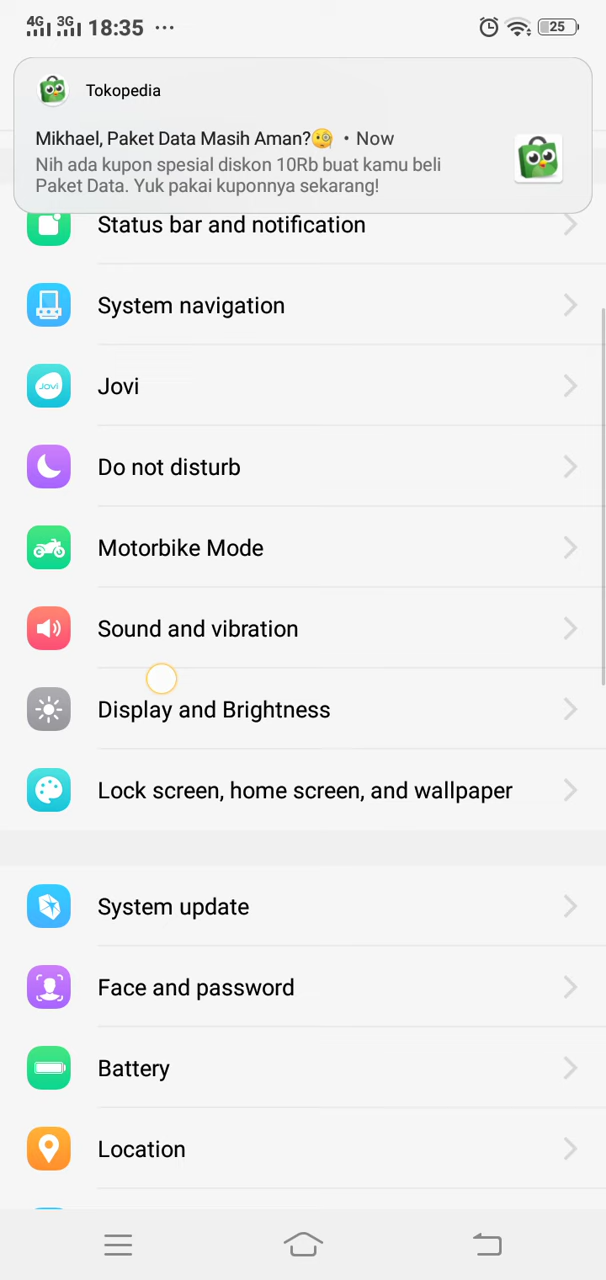 4G 3G 18:35 ... 25
Tokopedia
Mikhael, Paket Data Masih Aman?🧐 • Now
Nih ada kupon spesial diskon 10Rb buat kamu beli
Paket Data. Yuk pakai kuponnya sekarang!
Status bar and notification
System navigation
Jovi
Jovi
Do not disturb
Motorbike Mode
Sound and vibration
Display and Brightness
Lock screen, home screen, and wallpaper
System update
Face and password
Battery
Location